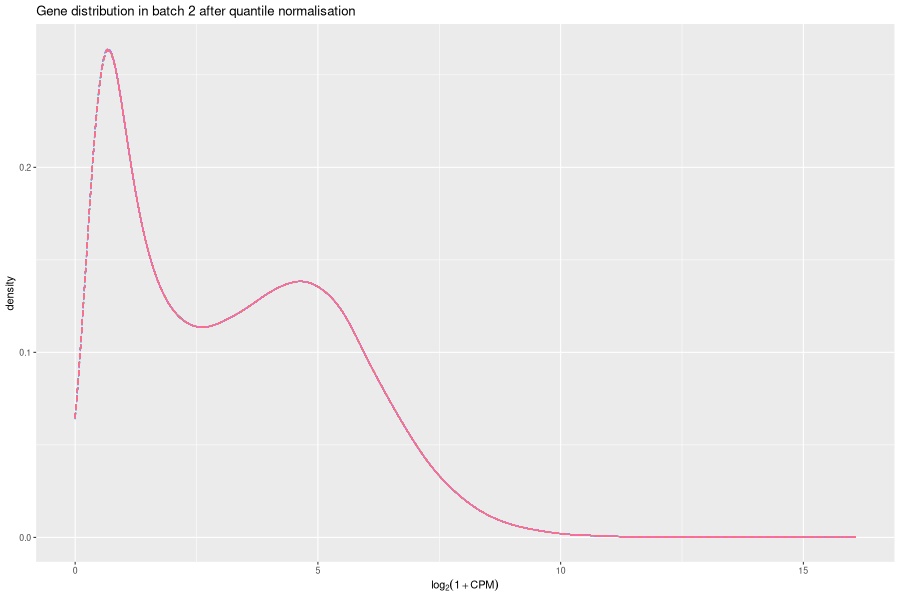 Gene distribution in batch 2 after quantile normalisation
density
0.2
0.1
0.0
0 5 10 15
log₂(1 + CPM)